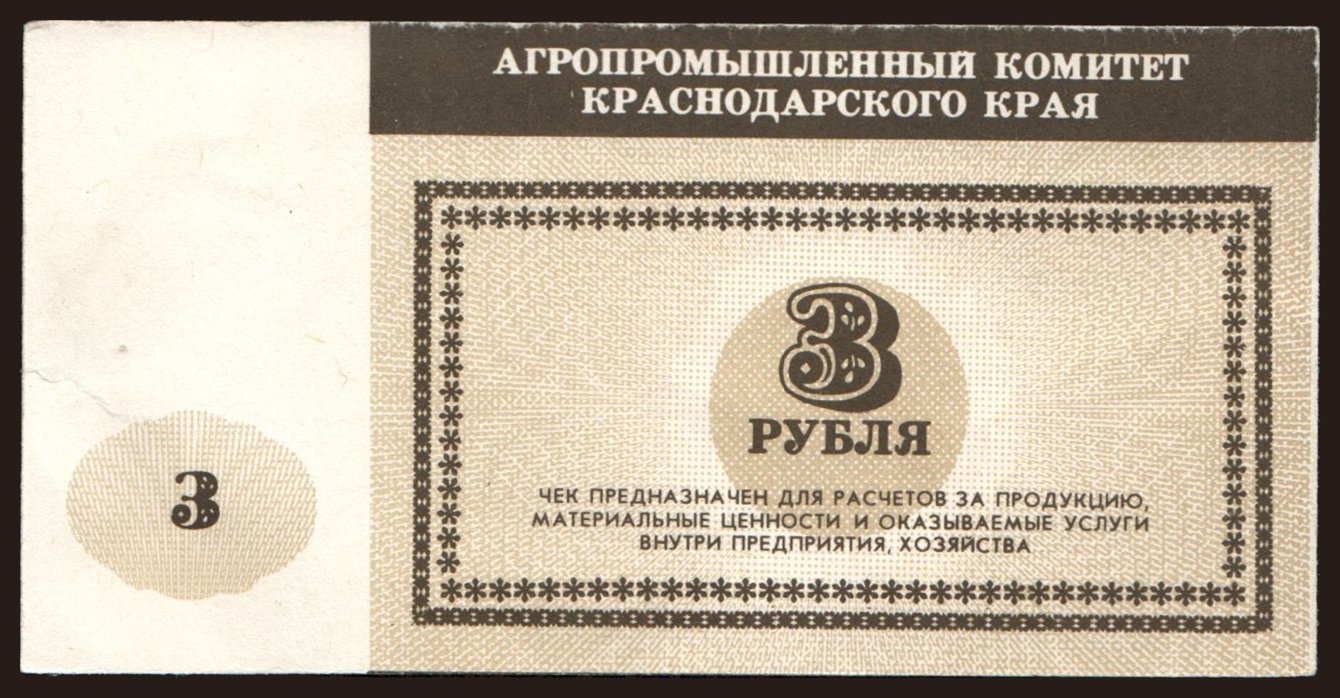 АГРОПРОМЫШЛЕННЫЙ КОМИТЕТ
КРАСНОДАРСКОГО КРАЯ
3
РУБЛЯ
ЧЕК ПРЕДНАЗНАЧЕН ДЛЯ РАСЧЕТОВ ЗА ПРОДУКЦИЮ,
МАТЕРИАЛЬНЫЕ ЦЕННОСТИ И ОКАЗЫВАЕМЫЕ УСЛУГИ
ВНУТРИ ПРЕДПРИЯТИЯ, ХОЗЯЙСТВА
3